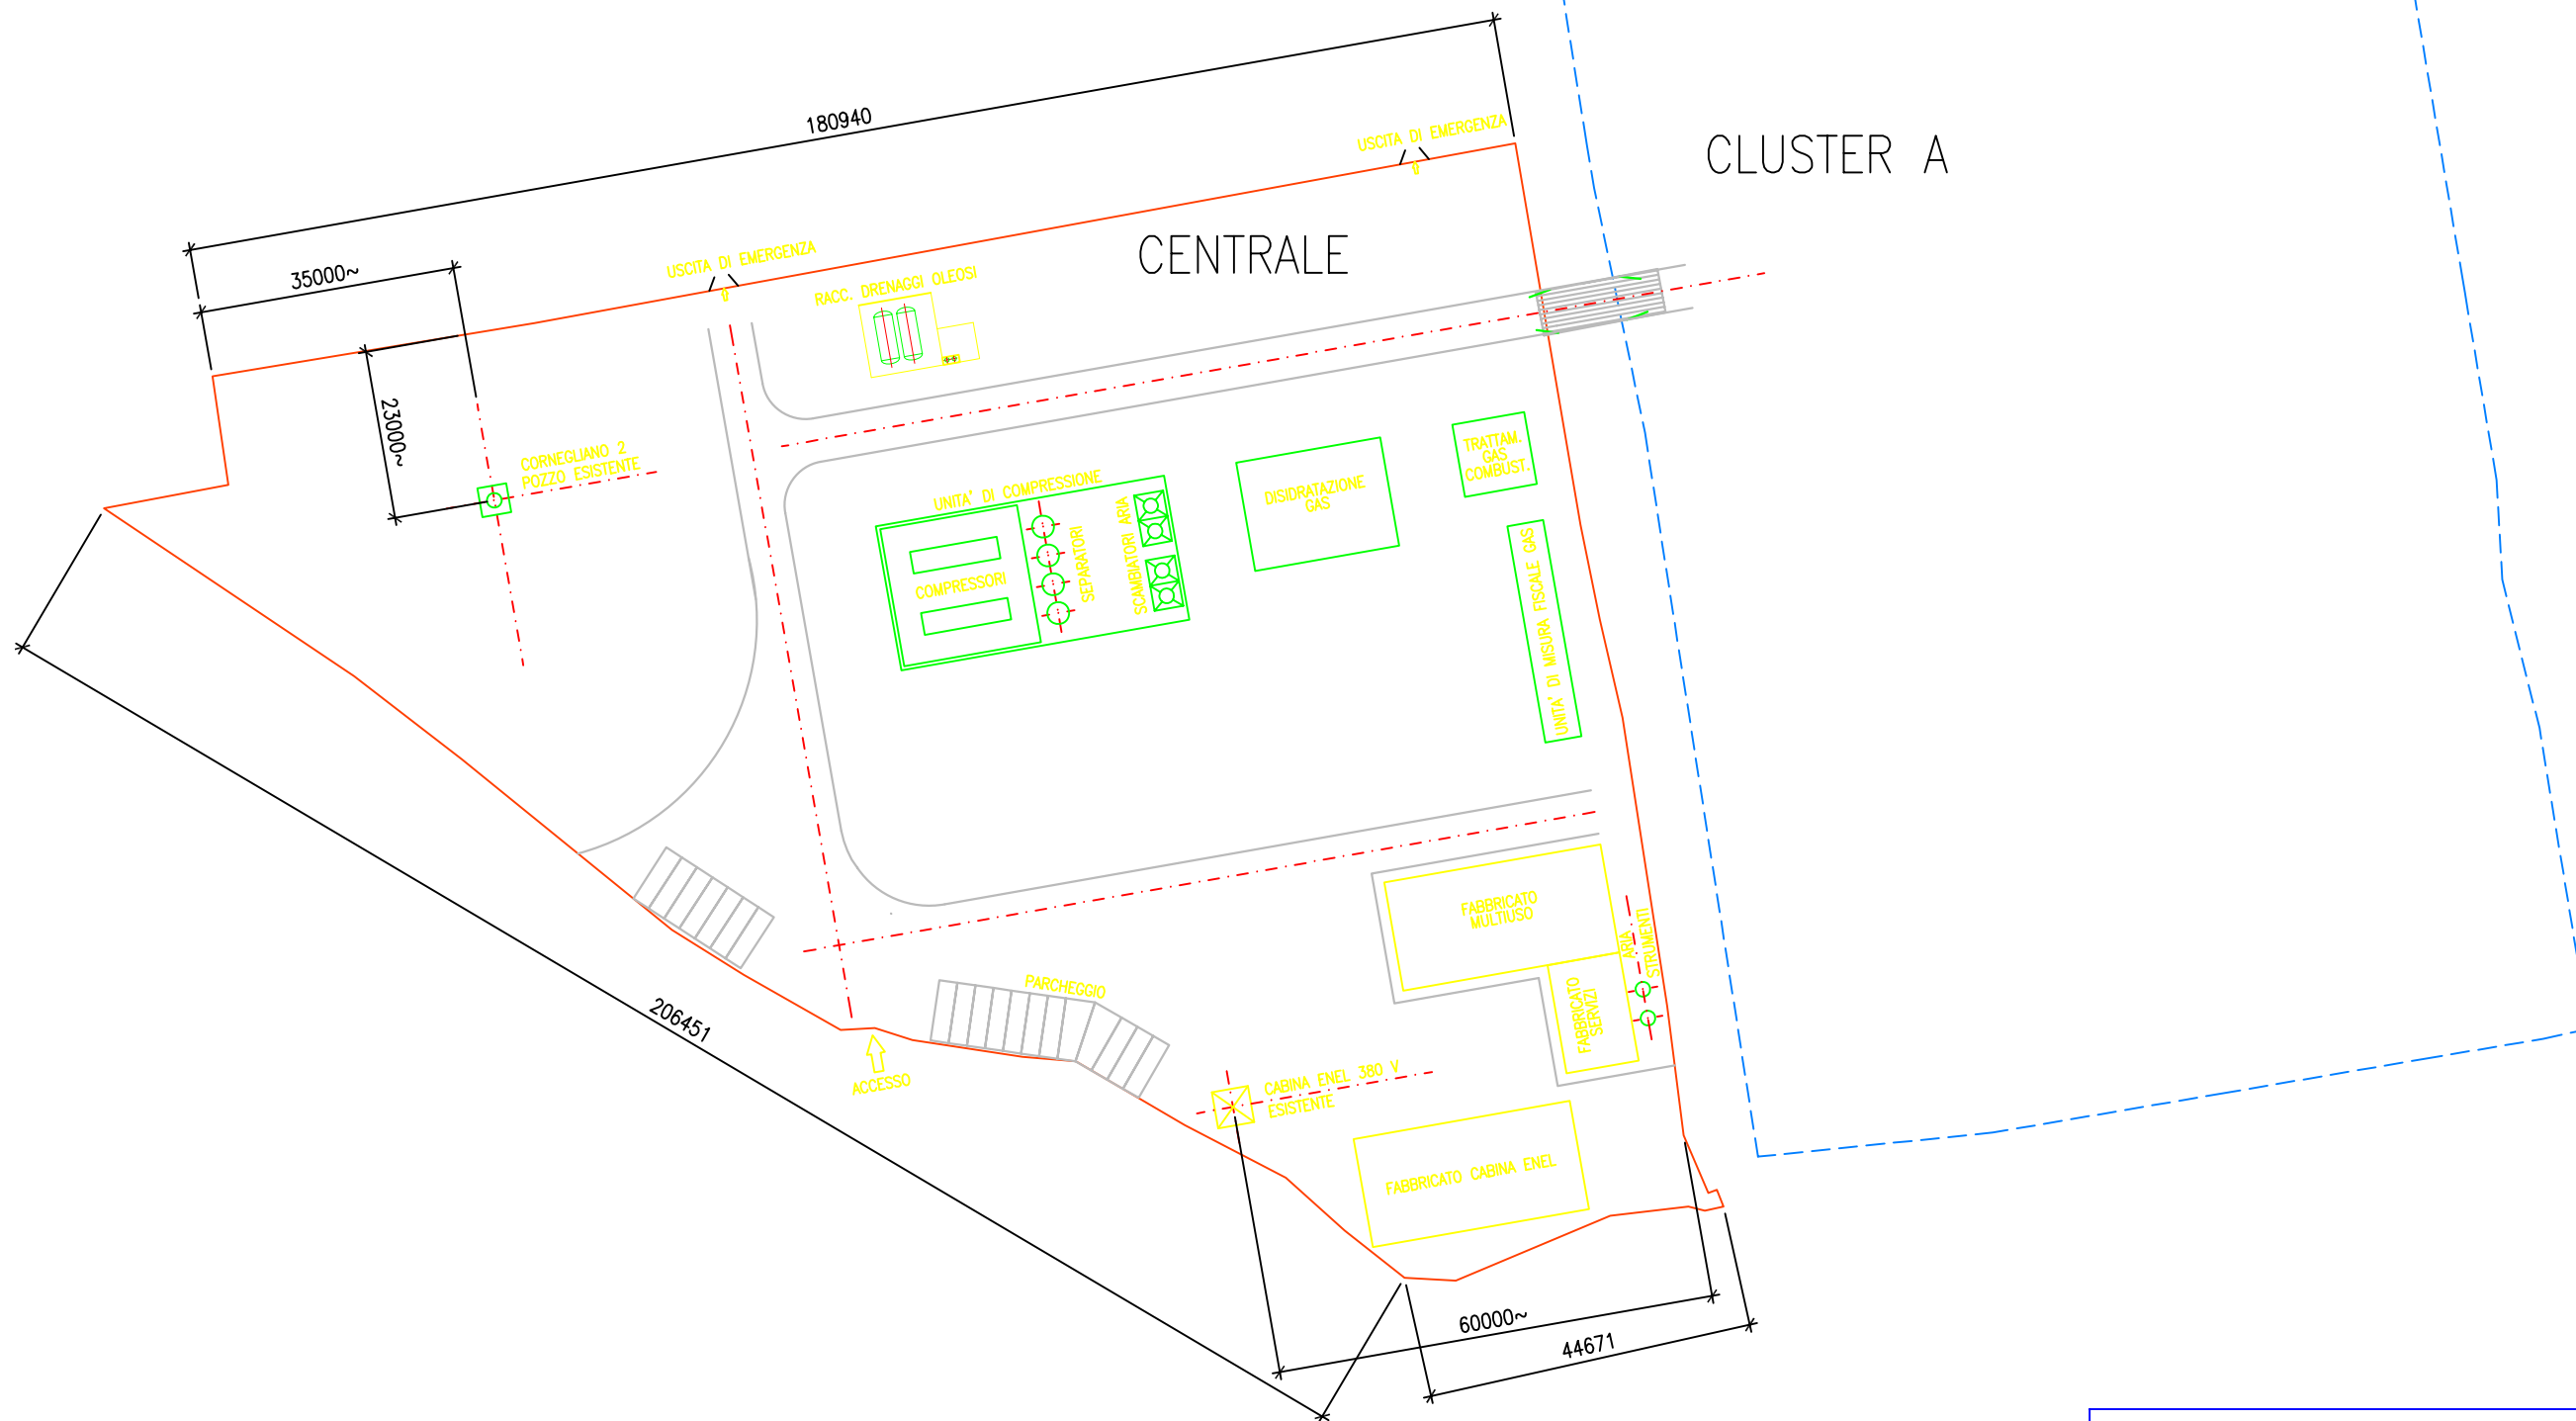 180940
CLUSTER A
USCITA DI EMERGENZA
CENTRALE
USCITA DI EMERGENZA
35000~
RACC. DRENAGGI OLEOSI
23000~
CORNEGLIANO 2
POZZO ESISTENTE
UNITA' DI COMPRESSIONE
COMPRESSORI
SEPARATORI
SCAMBIATORI ARIA
DISIDRATAZIONE
GAS
TRATTAM.
GAS
COMBUST.
UNITA' DI MISURA FISCALE GAS
FABBRICATO
MULTIUSO
ARIA
STRUMENTI
FABBRICATO
SERVIZI
PARCHEGGIO
206451
ACCESSO
CABINA ENEL 380 V
ESISTENTE
FABBRICATO CABINA ENEL
60000~
44671